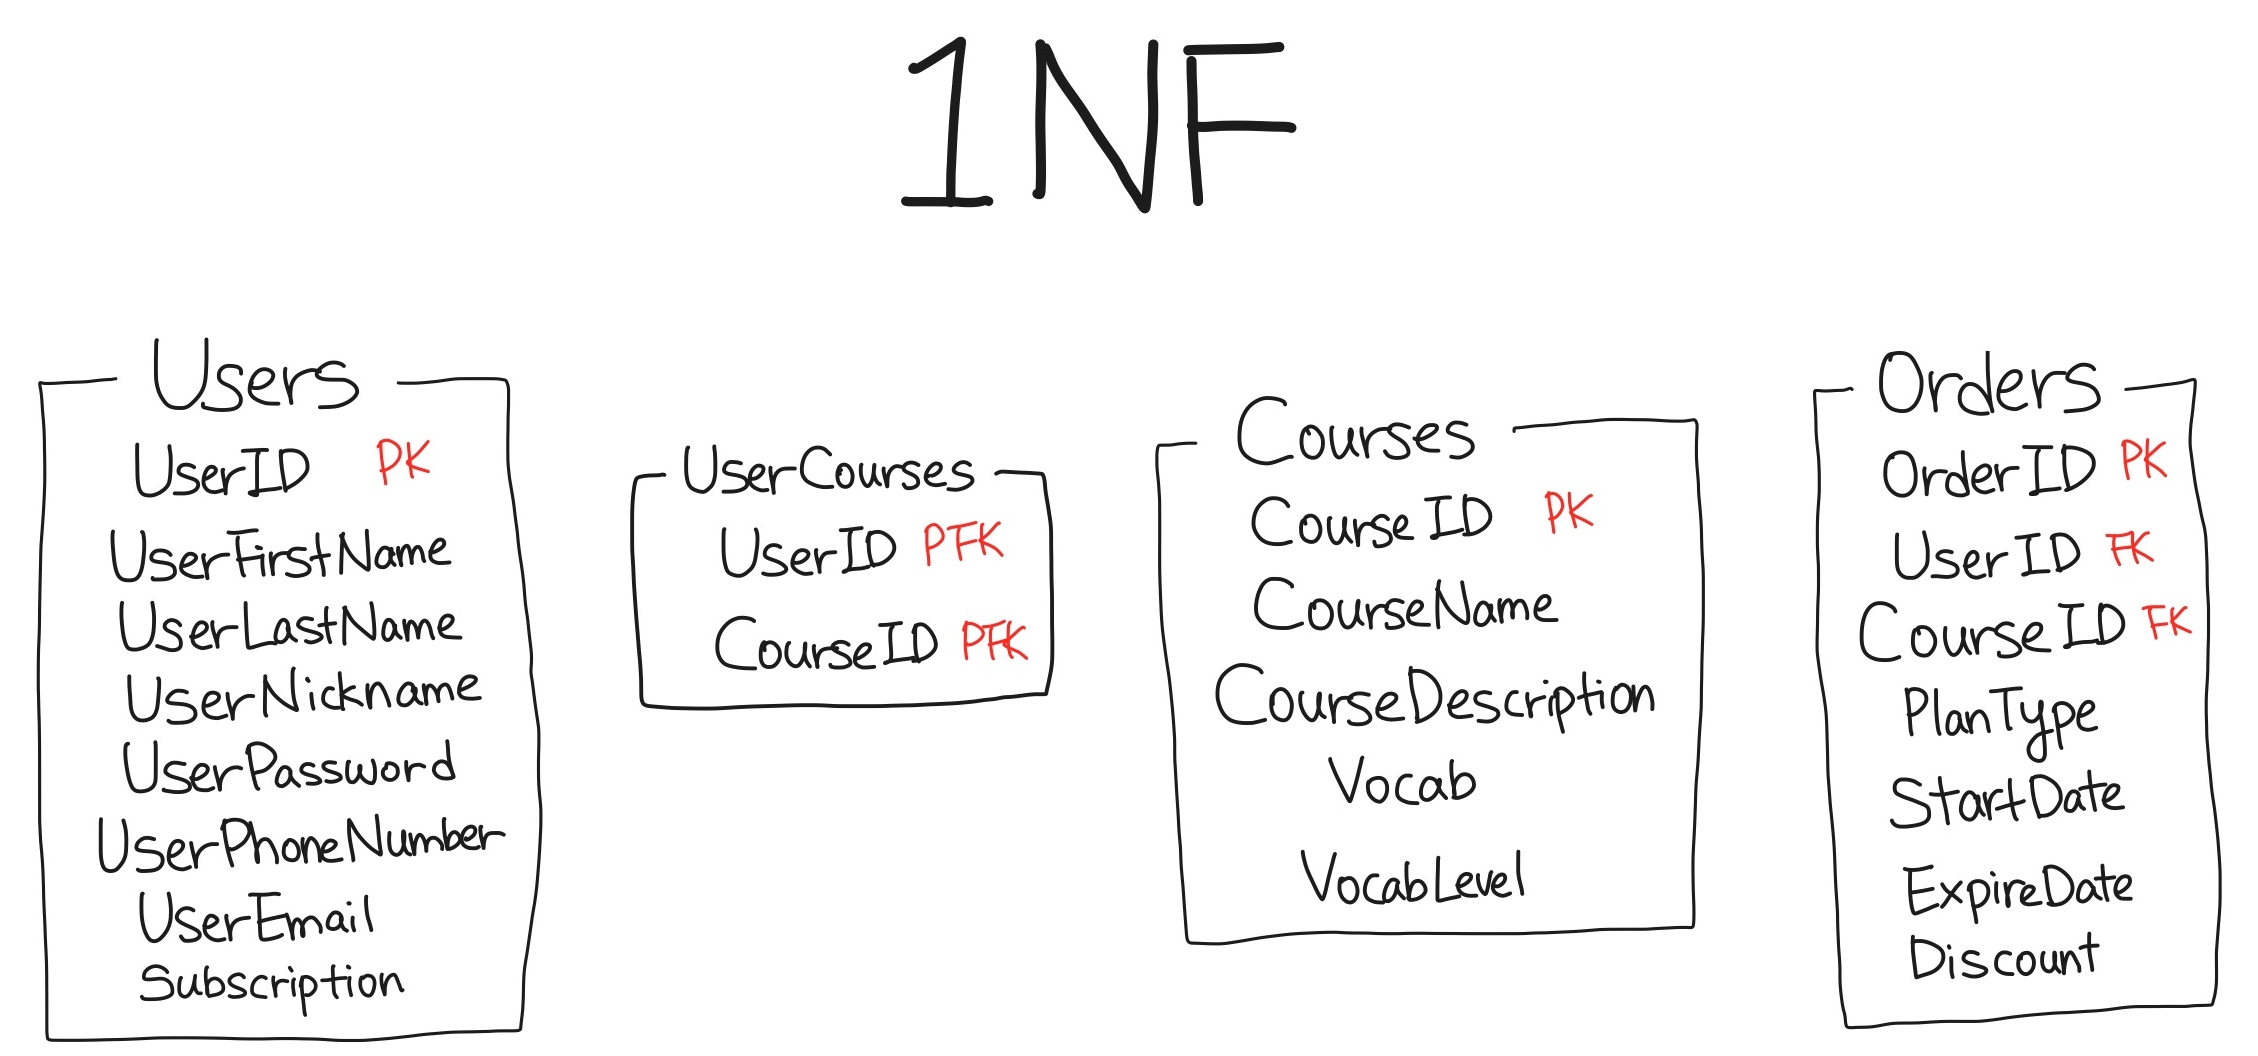 1NF
Users
UserID PK
UserFirstName
UserLastName
UserNickname
UserPassword
UserPhoneNumber
UserEmail
Subscription
UserCourses
UserID PFK
CourseID PFK
Courses
CourseID PK
CourseName
CourseDescription
Vocab
VocabLevel
Orders
OrderID PK
UserID FK
CourseID FK
PlanType
StartDate
ExpireDate
Discount